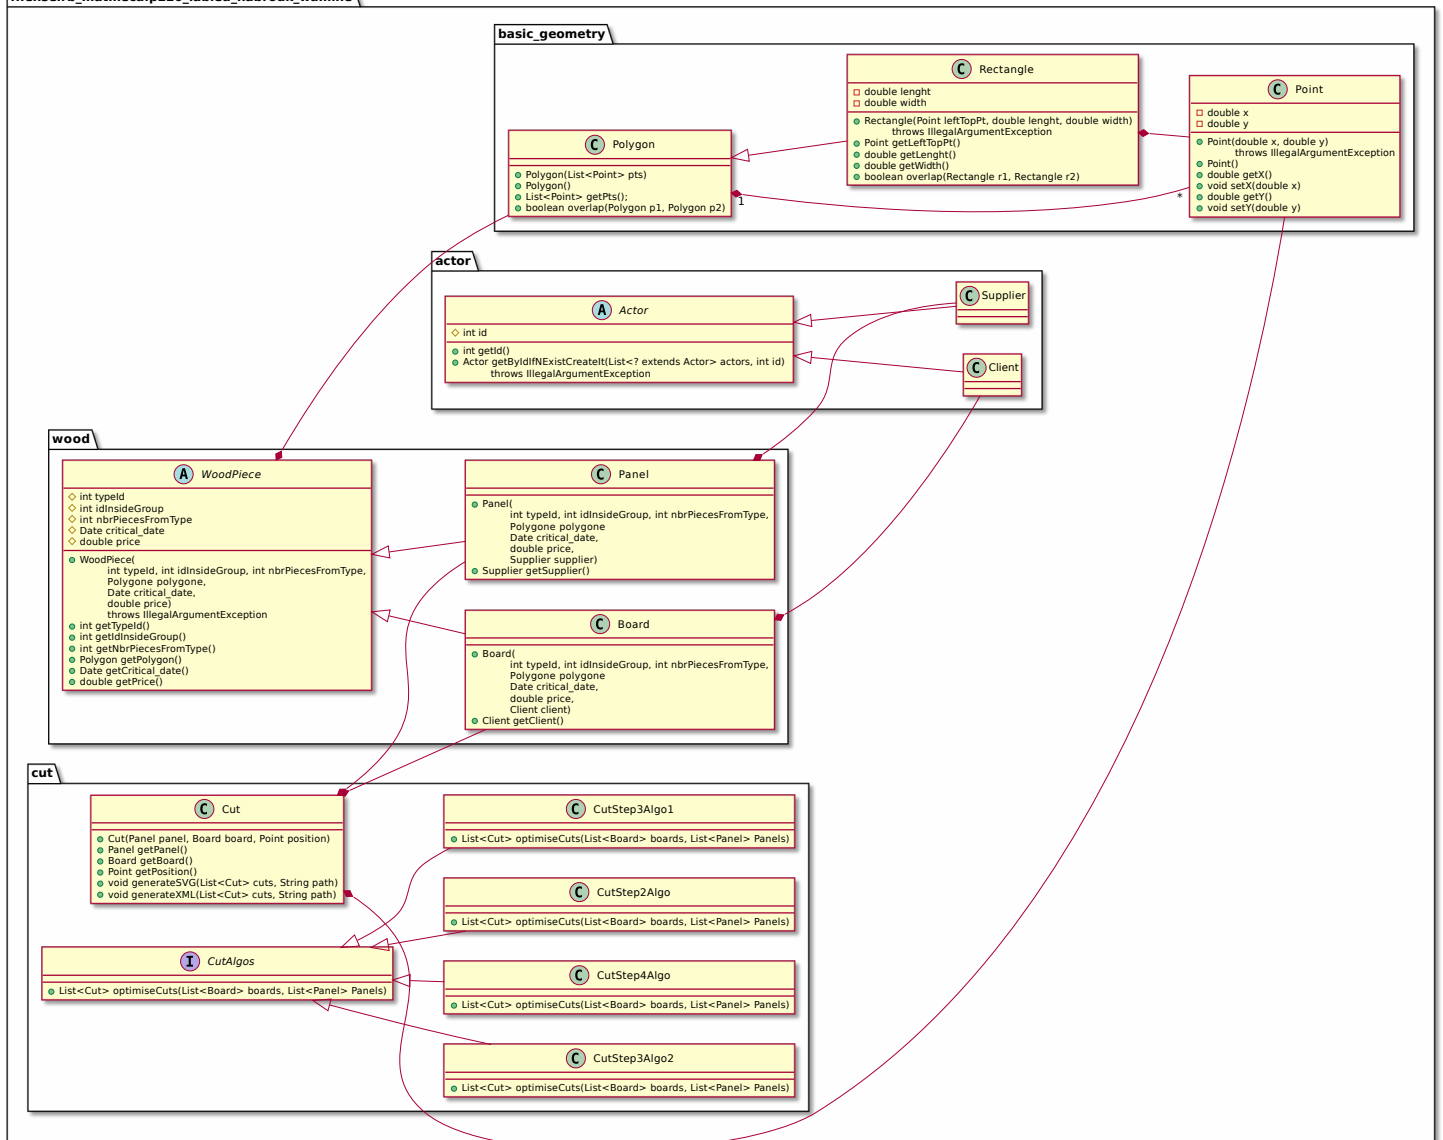 basic_geometry
C Rectangle
double lenght
double width
Rectangle(Point leftTopPt, double lenght, double width)
throws IllegalArgumentException
Point getLeftTopPt()
double getLenght()
double getWidth()
boolean overlap(Rectangle r1, Rectangle r2)
C Point
double x
double y
Point(double x, double y)
throws IllegalArgumentException
Point()
double getX()
void setX(double x)
double getY()
void setY(double y)
C Polygon
Polygon(List<Point> pts)
Polygon()
List<Point> getPts();
boolean overlap(Polygon p1, Polygon p2)
1
*
actor
A Actor
int id
int getId()
Actor getByIdIfNExistCreateIt(List<? extends Actor> actors, int id)
throws IllegalArgumentException
C Supplier
C Client
wood
A WoodPiece
int typeId
int idInsideGroup
int nbrPiecesFromType
Date critical_date
double price
WoodPiece(
int typeId, int idInsideGroup, int nbrPiecesFromType,
Polygone polygone,
Date critical_date,
double price)
throws IllegalArgumentException
int getTypeId()
int getIdInsideGroup()
int getNbrPiecesFromType()
Polygon getPolygon()
Date getCritical_date()
double getPrice()
C Panel
Panel(
int typeId, int idInsideGroup, int nbrPiecesFromType,
Polygone polygone
Date critical_date,
double price,
Supplier supplier)
Supplier getSupplier()
C Board
Board(
int typeId, int idInsideGroup, int nbrPiecesFromType,
Polygone polygone
Date critical_date,
double price,
Client client)
Client getClient()
cut
C Cut
Cut(Panel panel, Board board, Point position)
Panel getPanel()
Board getBoard()
Point getPosition()
void generateSVG(List<Cut> cuts, String path)
void generateXML(List<Cut> cuts, String path)
C CutStep3Algo1
List<Cut> optimiseCuts(List<Board> boards, List<Panel> Panels)
C CutStep2Algo
List<Cut> optimiseCuts(List<Board> boards, List<Panel> Panels)
I CutAlgos
List<Cut> optimiseCuts(List<Board> boards, List<Panel> Panels)
C CutStep4Algo
List<Cut> optimiseCuts(List<Board> boards, List<Panel> Panels)
C CutStep3Algo2
List<Cut> optimiseCuts(List<Board> boards, List<Panel> Panels)